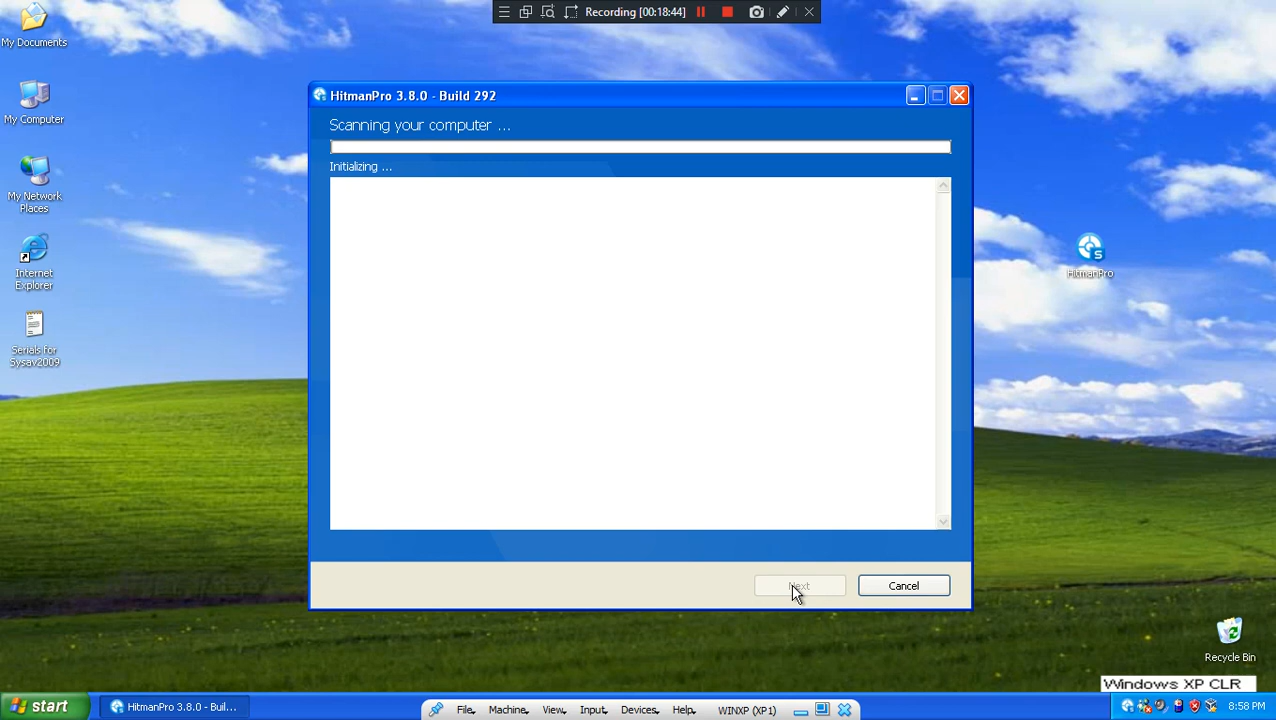 Recording [00:18:44]
My Documents
My Computer
My Network
Places
Internet
Explorer
Serials for
Sysav2009
HitmanPro 3.8.0 - Build 292
Scanning your computer ...
Initializing ...
Next
Cancel
HitmanPro
Recycle Bin
Windows XP CLR
start
HitmanPro 3.8.0 - Buil...
File
Machine
View
Input
Devices
Help
WINXP (XP1)
8:58 PM